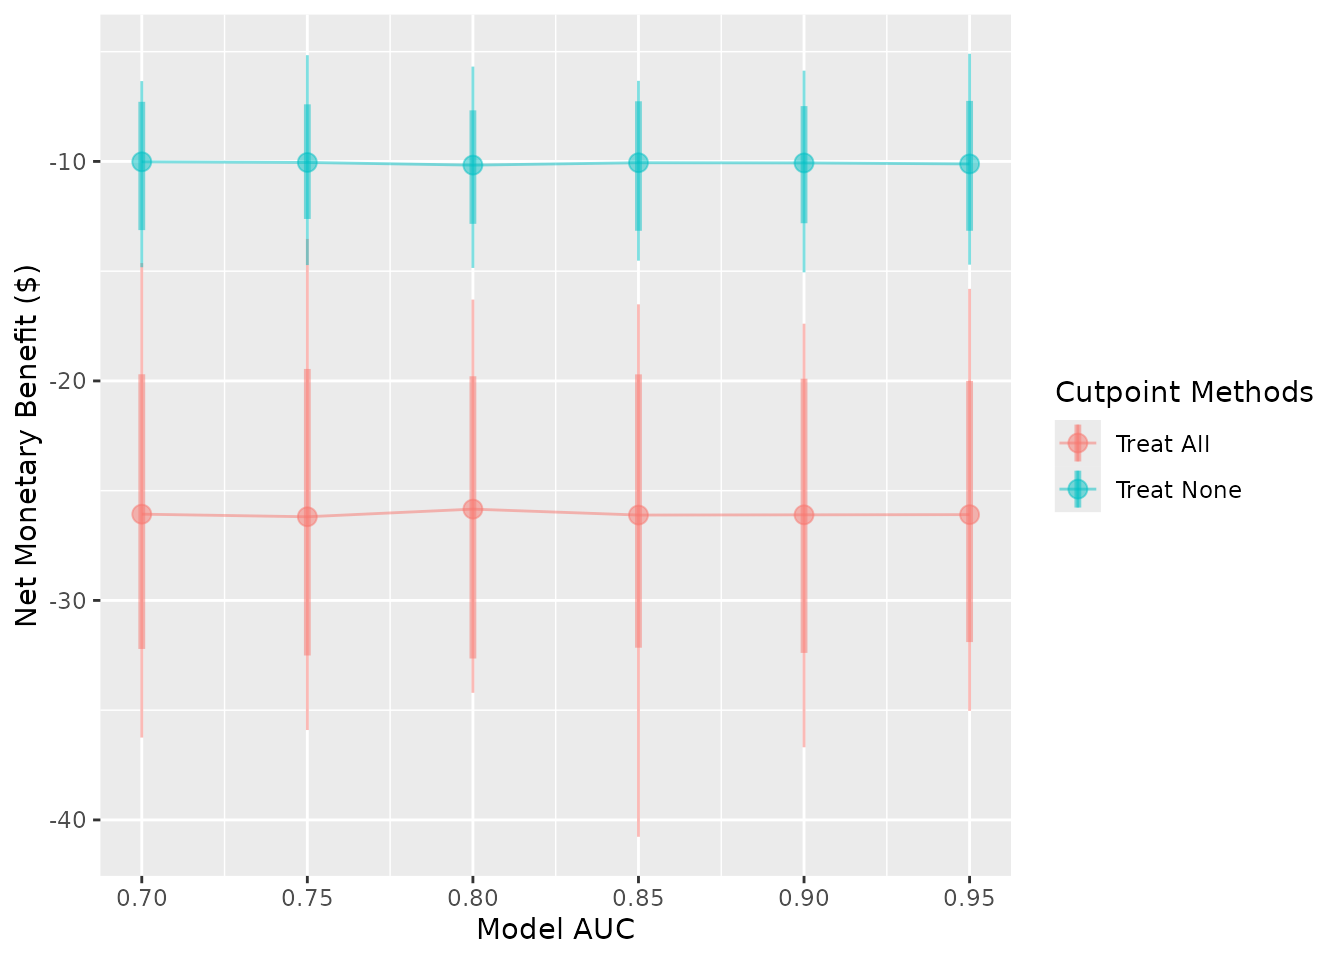 Net Monetary Benefit ($)
-10
-20
-30
-40
0.70 0.75 0.80 0.85 0.90 0.95
Model AUC
Cutpoint Methods
Treat All
Treat None